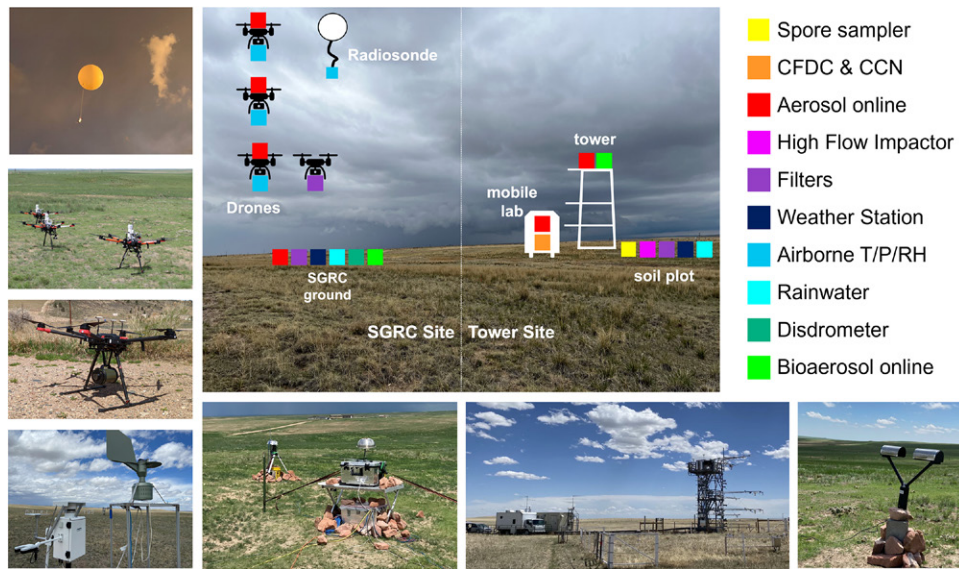 Radiosonde
Drones
tower
mobile
lab
SGRC
ground
soil plot
SGRC Site
Tower Site
Spore sampler
CFDC & CCN
Aerosol online
High Flow Impactor
Filters
Weather Station
Airborne T/P/RH
Rainwater
Disdrometer
Bioaerosol online